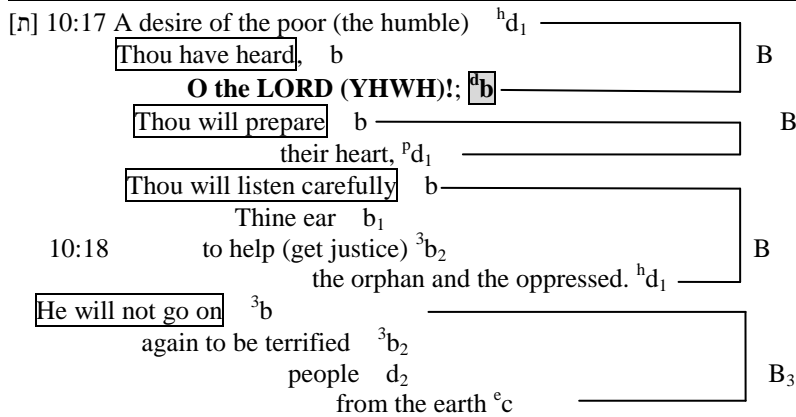 [ת] 10:17 A desire of the poor (the humble) ʰd₁
Thou have heard, b B
O the LORD (YHWH)!; ᵈb
Thou will prepare b B
their heart, ᵖd₁
Thou will listen carefully b
Thine ear b₁
10:18 to help (get justice) ³b₂ B
the orphan and the oppressed. ʰd₁
He will not go on ³b
again to be terrified ³b₂
people d₂ B₃
from the earth ᵉc